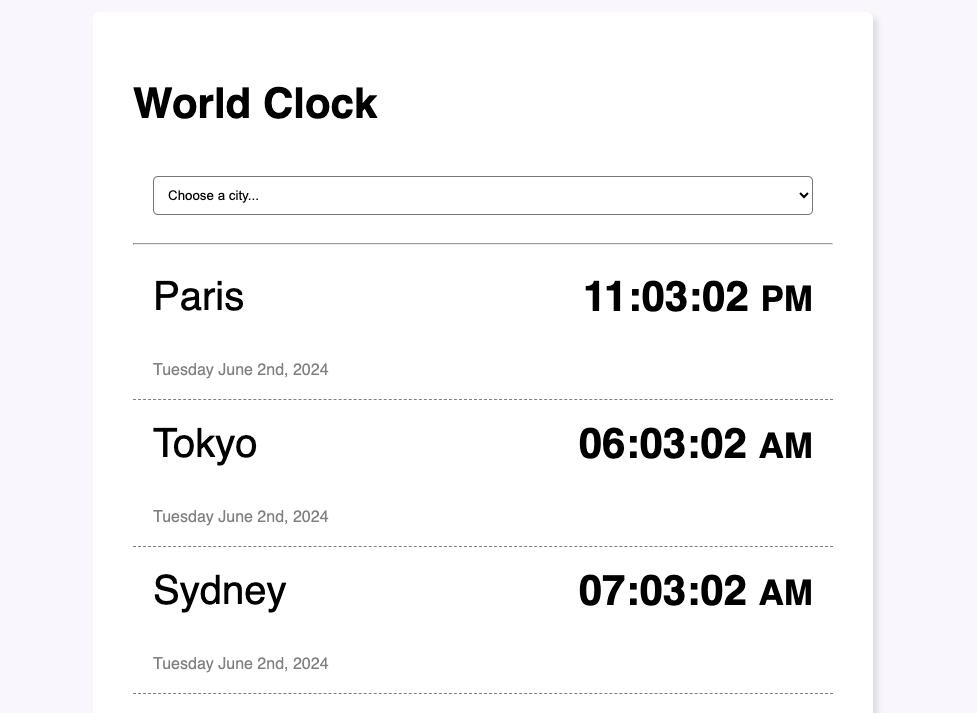 World Clock
Choose a city...
Paris 11:03:02 PM
Tuesday June 2nd, 2024
Tokyo 06:03:02 AM
Tuesday June 2nd, 2024
Sydney 07:03:02 AM
Tuesday June 2nd, 2024